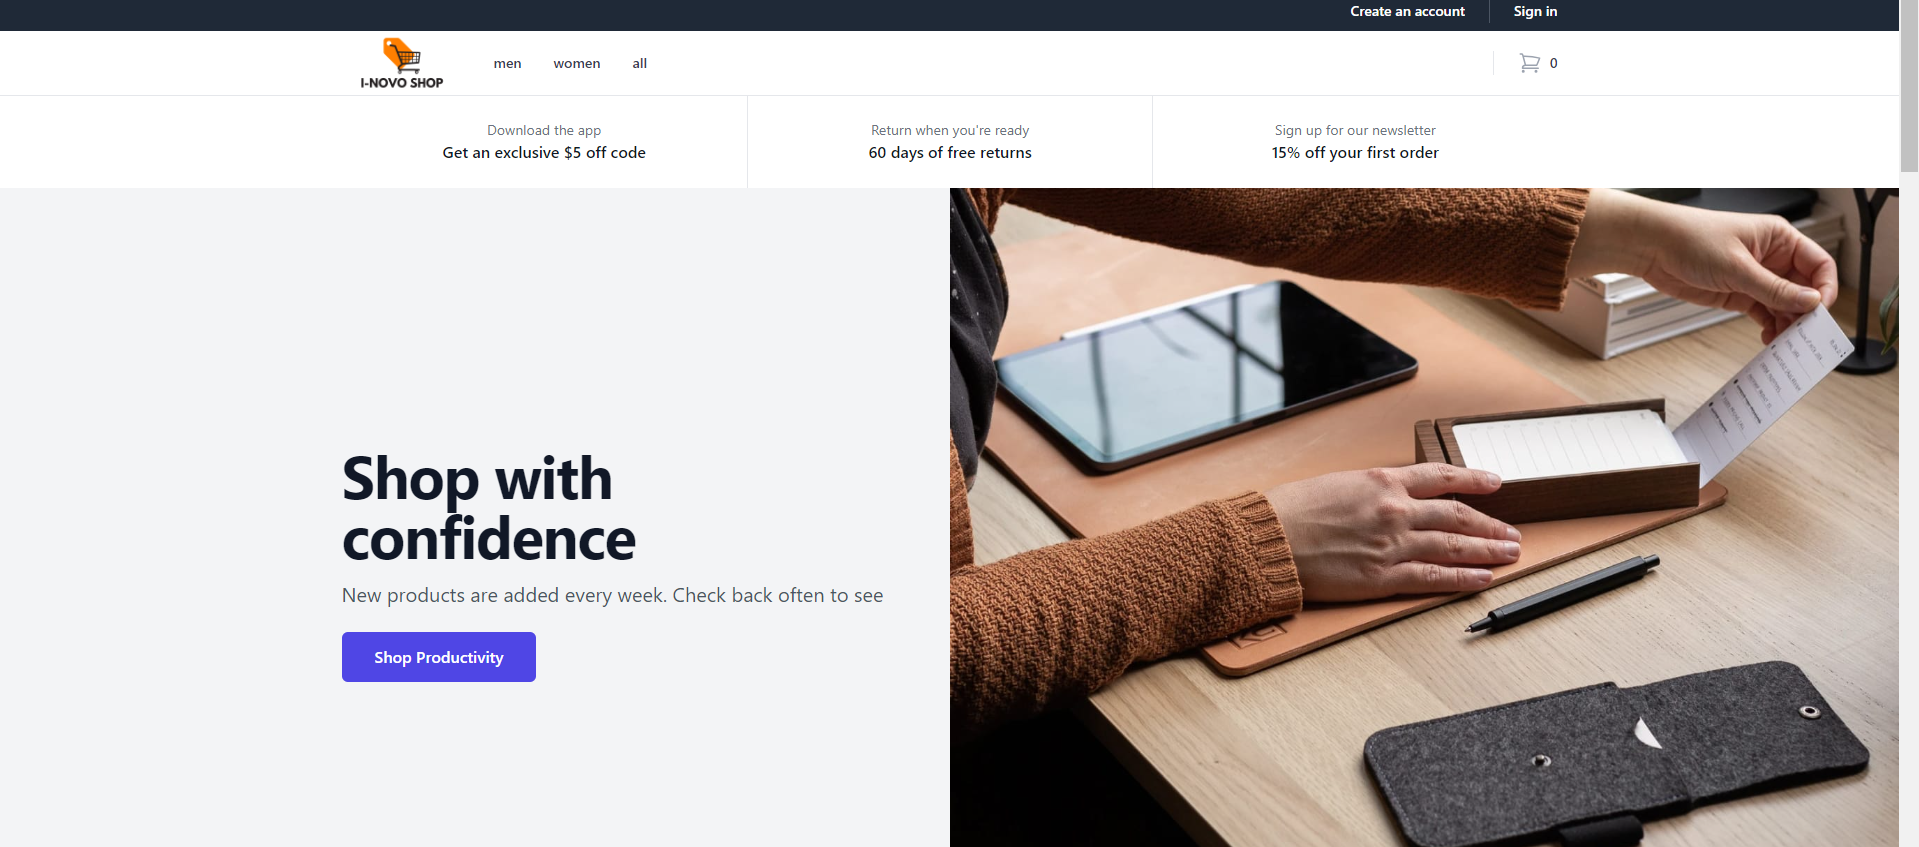 Create an account
Sign in
I-NOVO SHOP
men
women
all
0
Download the app
Get an exclusive $5 off code
Return when you're ready
60 days of free returns
Sign up for our newsletter
15% off your first order
Shop with
confidence
New products are added every week. Check back often to see
Shop Productivity